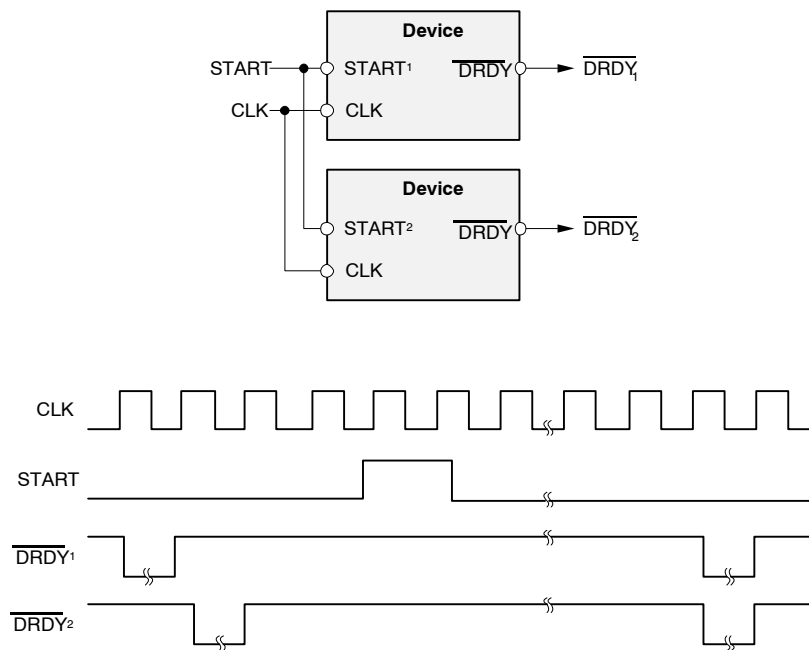 Device
START START¹ DRDY DRDY₁
CLK CLK
Device
START² DRDY DRDY₂
CLK
CLK
START
DRDY¹
DRDY²